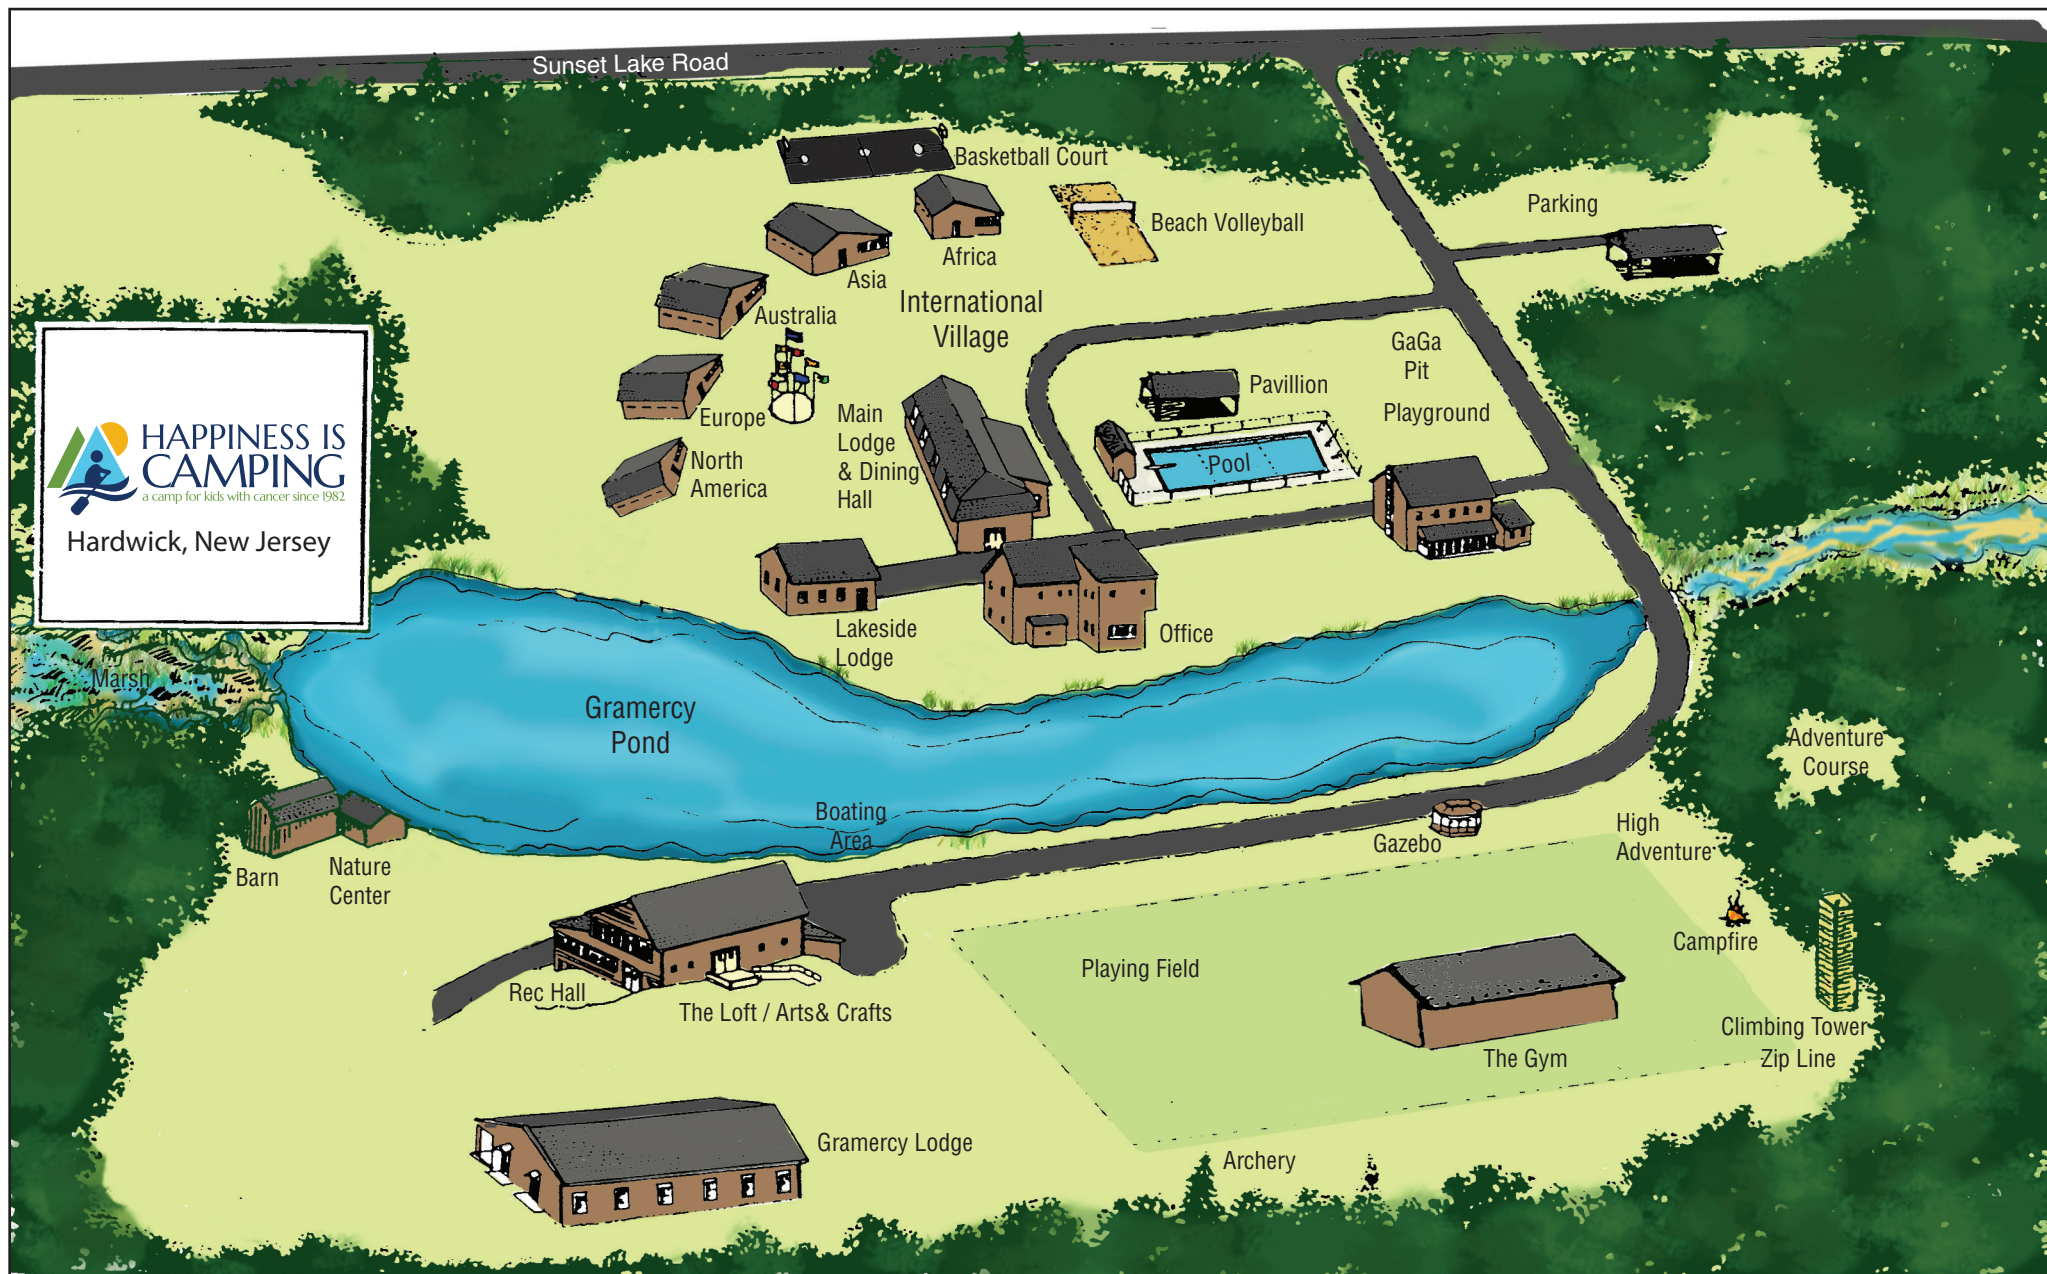 Sunset Lake Road
Basketball Court
Beach Volleyball
Parking
Africa
Asia
International
Village
Australia
GaGa
Pit
Pavillion
Playground
Europe
Main
Lodge
& Dining
Hall
Pool
North
America
HAPPINESS IS
CAMPING
a camp for kids with cancer since 1982
Hardwick, New Jersey
Lakeside
Lodge
Office
Marsh
Gramercy
Pond
Adventure
Course
Boating
Area
High
Adventure
Gazebo
Barn
Nature
Center
Campfire
Playing Field
Rec Hall
The Loft / Arts& Crafts
Climbing Tower
Zip Line
The Gym
Gramercy Lodge
Archery